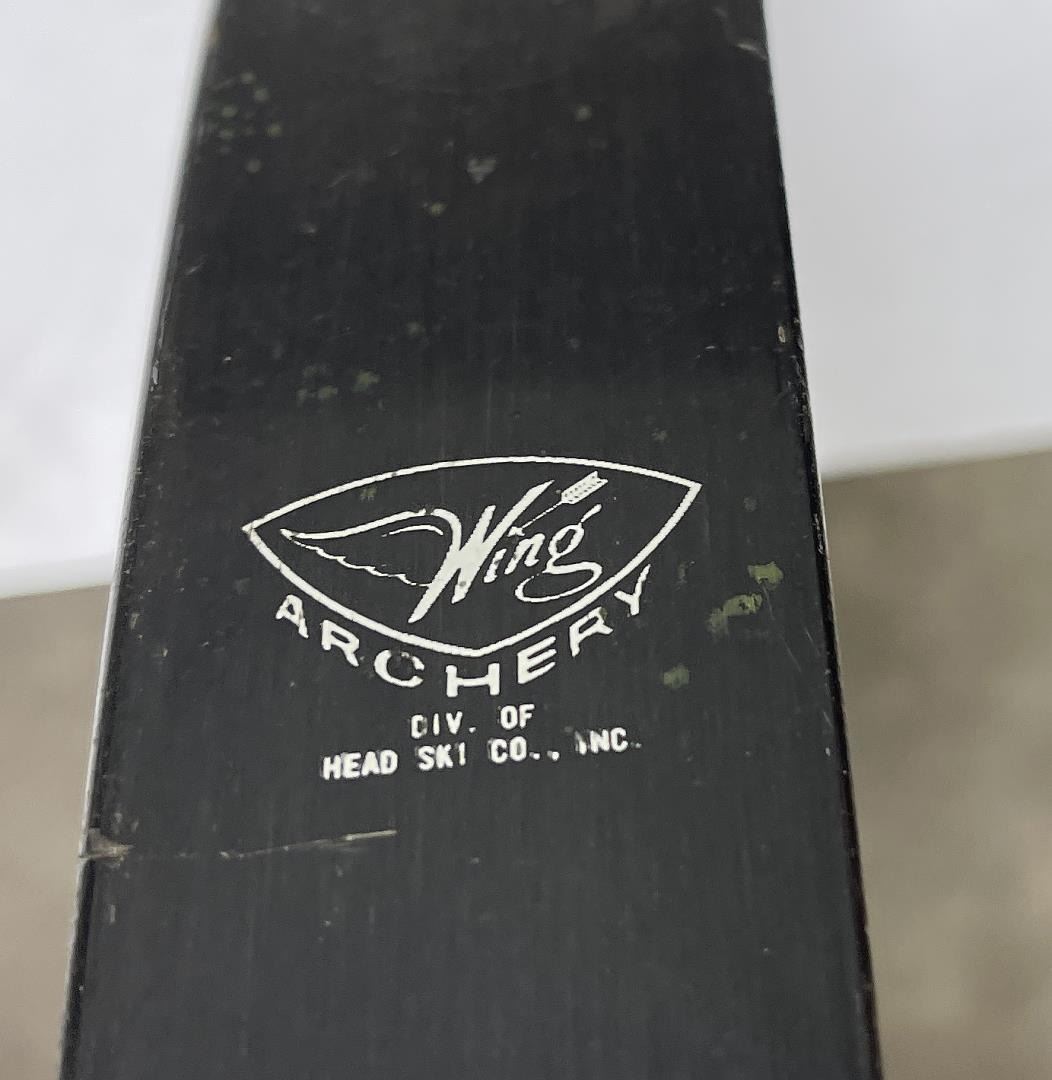 Wing
ARCHERY
DIV. OF
HEAD SKI CO., INC.